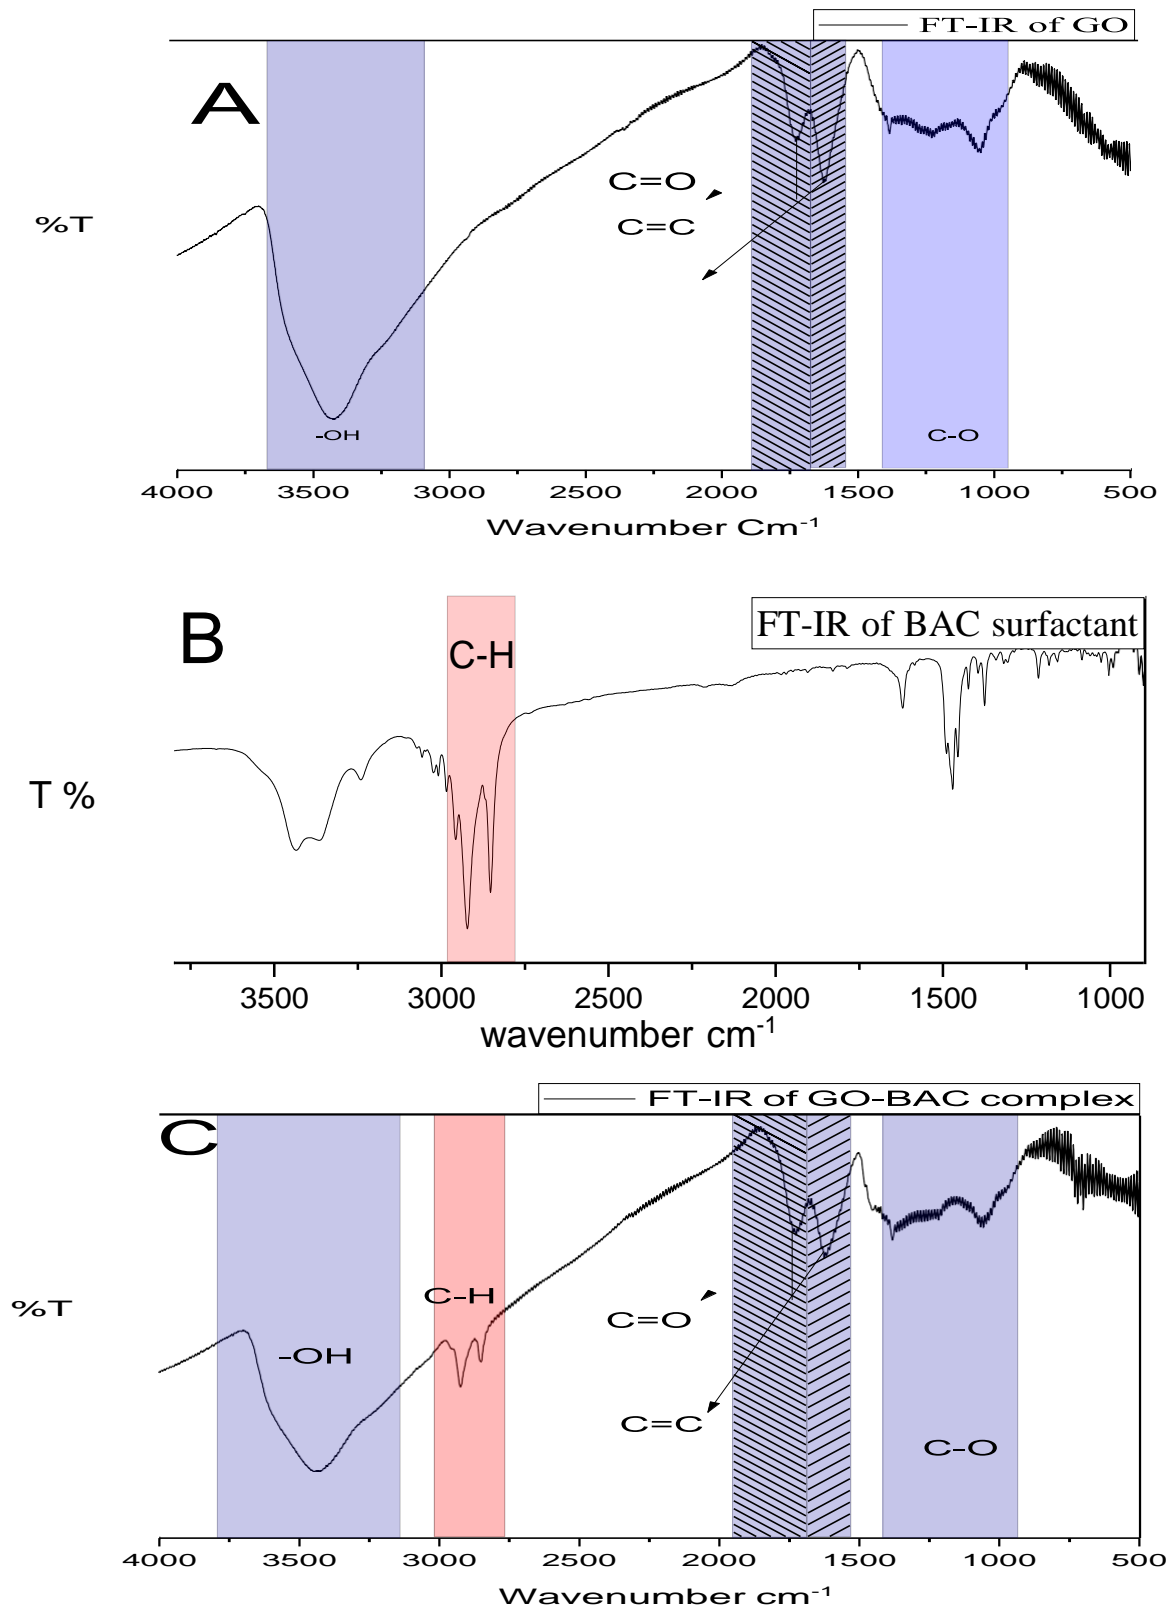 FT-IR of GO
A
C=O
%T
C=C
-OH
C-O
4000 3500 3000 2500 2000 1500 1000 500
Wavenumber Cm-1
B
FT-IR of BAC surfactant
C-H
T %
3500 3000 2500 2000 1500 1000
wavenumber cm-1
FT-IR of GO-BAC complex
C
C-H
%T
C=O
-OH
C=C
C-O
4000 3500 3000 2500 2000 1500 1000 500
Wavenumber cm-1